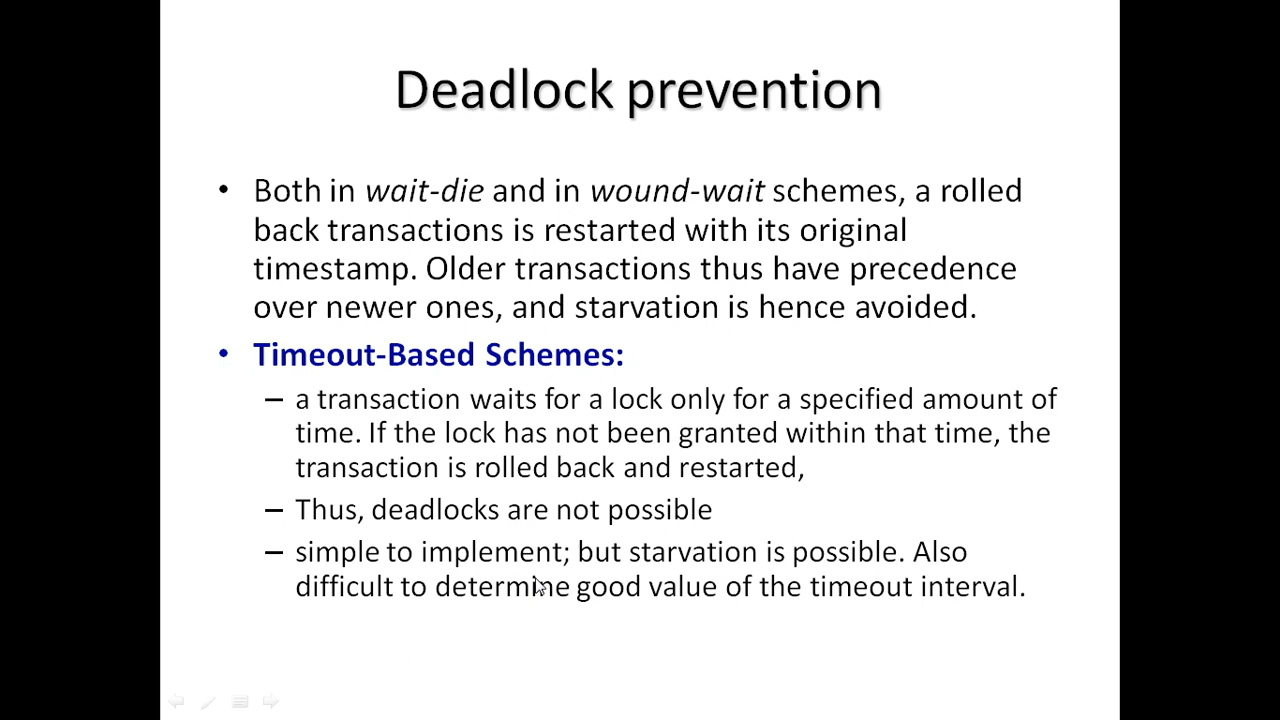 Deadlock prevention
• Both in wait-die and in wound-wait schemes, a rolled
back transactions is restarted with its original
timestamp. Older transactions thus have precedence
over newer ones, and starvation is hence avoided.
• Timeout-Based Schemes:
– a transaction waits for a lock only for a specified amount of
time. If the lock has not been granted within that time, the
transaction is rolled back and restarted,
– Thus, deadlocks are not possible
– simple to implement; but starvation is possible. Also
difficult to determine good value of the timeout interval.